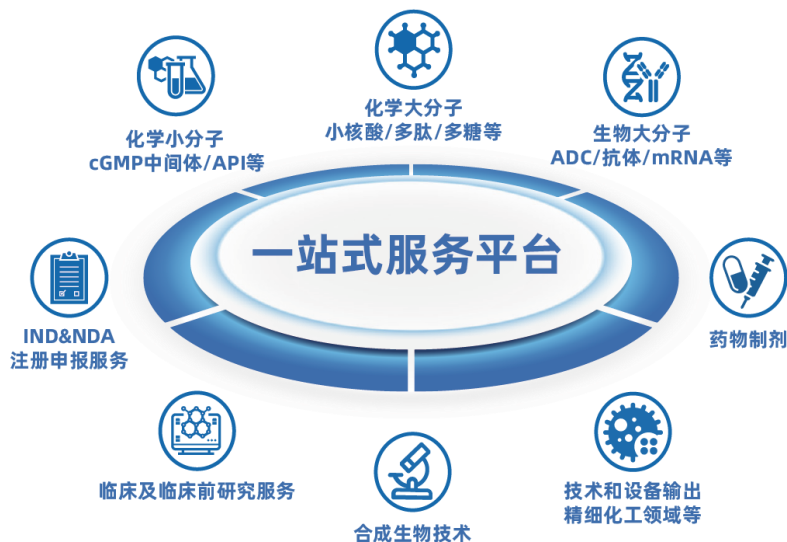 化学大分子
小核酸/多肽/多糖等
化学小分子
cGMP中间体/API等
生物大分子
ADC/抗体/mRNA等
一站式服务平台
IND&NDA
注册申报服务
药物制剂
临床及临床前研究服务
技术和设备输出
精细化工领域等
合成生物技术